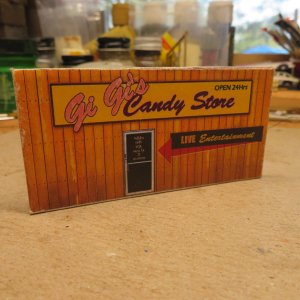 Gi Gi's
Candy Store
OPEN 24Hrs
LIVE Entertainment